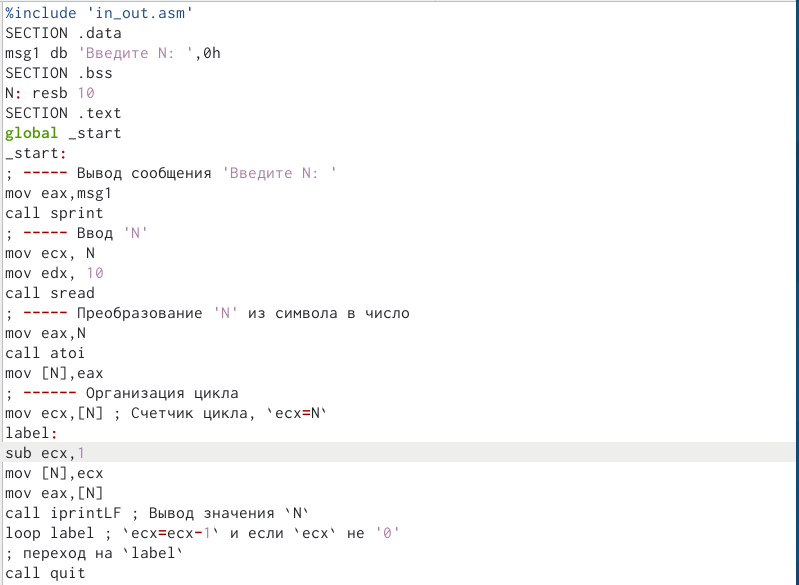 %include 'in_out.asm'
SECTION .data
msg1 db 'Введите N: ',0h
SECTION .bss
N: resb 10
SECTION .text
global _start
_start:
; ----- Вывод сообщения 'Введите N: '
mov eax,msg1
call sprint
; ----- Ввод 'N'
mov ecx, N
mov edx, 10
call sread
; ----- Преобразование 'N' из символа в число
mov eax,N
call atoi
mov [N],eax
; ------ Организация цикла
mov ecx,[N] ; Счетчик цикла, `ecx=N`
label:
sub ecx,1
mov [N],ecx
mov eax,[N]
call iprintLF ; Вывод значения `N`
loop label ; `ecx=ecx-1` и если `ecx` не '0'
; переход на `label`
call quit